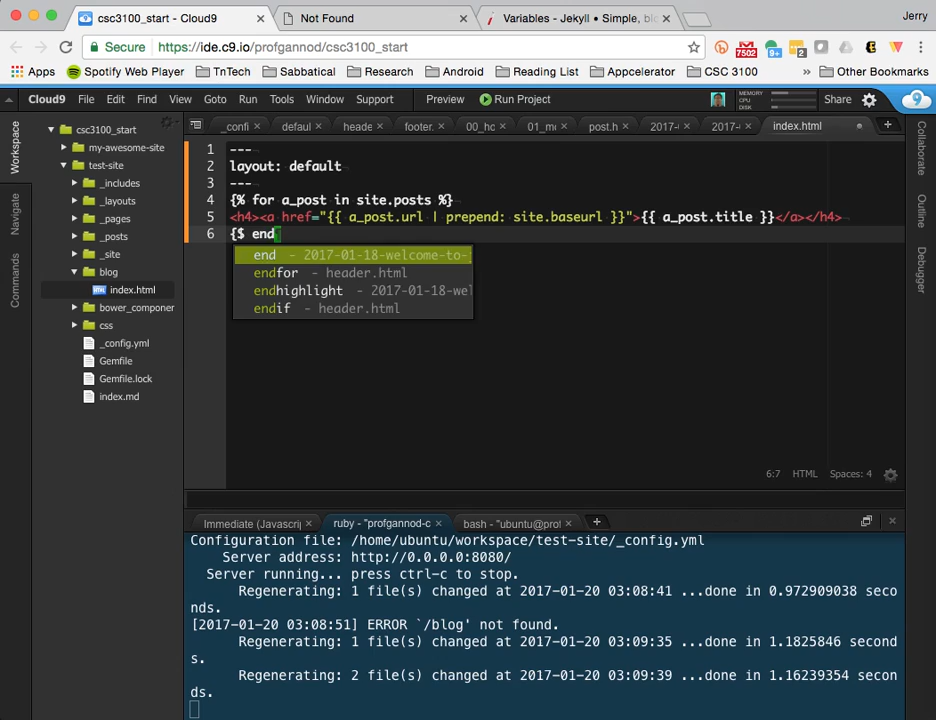 csc3100_start - Cloud9 ×
Not Found ×
Variables - Jekyll • Simple, blo ×
Jerry
Secure https://ide.c9.io/profgannod/csc3100_start
7502
9+
2
Apps Spotify Web Player TnTech Sabbatical Research Android Reading List Appcelerator CSC 3100 » Other Bookmarks
Cloud9 File Edit Find View Goto Run Tools Window Support Preview Run Project MEMORY CPU DISK Share
Workspace
Navigate
Commands
csc3100_start
my-awesome-site
test-site
_includes
_layouts
_pages
_posts
_site
blog
index.html
bower_componer
css
_config.yml
Gemfile
Gemfile.lock
index.md
_confi × defaul × heade × footer. × 00_hc × 01_mc × post.h × 2017-( × 2017-( × index.html
1 ---
2 layout: default
3 ---
4 {% for a_post in site.posts %}
5 <h4><a href="{{ a_post.url | prepend: site.baseurl }}">{{ a_post.title }}</a></h4>
6 {$ end
end - 2017-01-18-welcome-to-
endfor - header.html
endhighlight - 2017-01-18-wel
endif - header.html
6:7 HTML Spaces: 4
Collaborate
Outline
Debugger
Immediate (Javascrip × ruby - "profgannod-c × bash - "ubuntu@prof ×
Configuration file: /home/ubuntu/workspace/test-site/_config.yml
Server address: http://0.0.0.0:8080/
Server running... press ctrl-c to stop.
Regenerating: 1 file(s) changed at 2017-01-20 03:08:41 ...done in 0.972909038 seco
nds.
[2017-01-20 03:08:51] ERROR `/blog' not found.
Regenerating: 1 file(s) changed at 2017-01-20 03:09:35 ...done in 1.1825846 second
s.
Regenerating: 2 file(s) changed at 2017-01-20 03:09:39 ...done in 1.16239354 secon
ds.